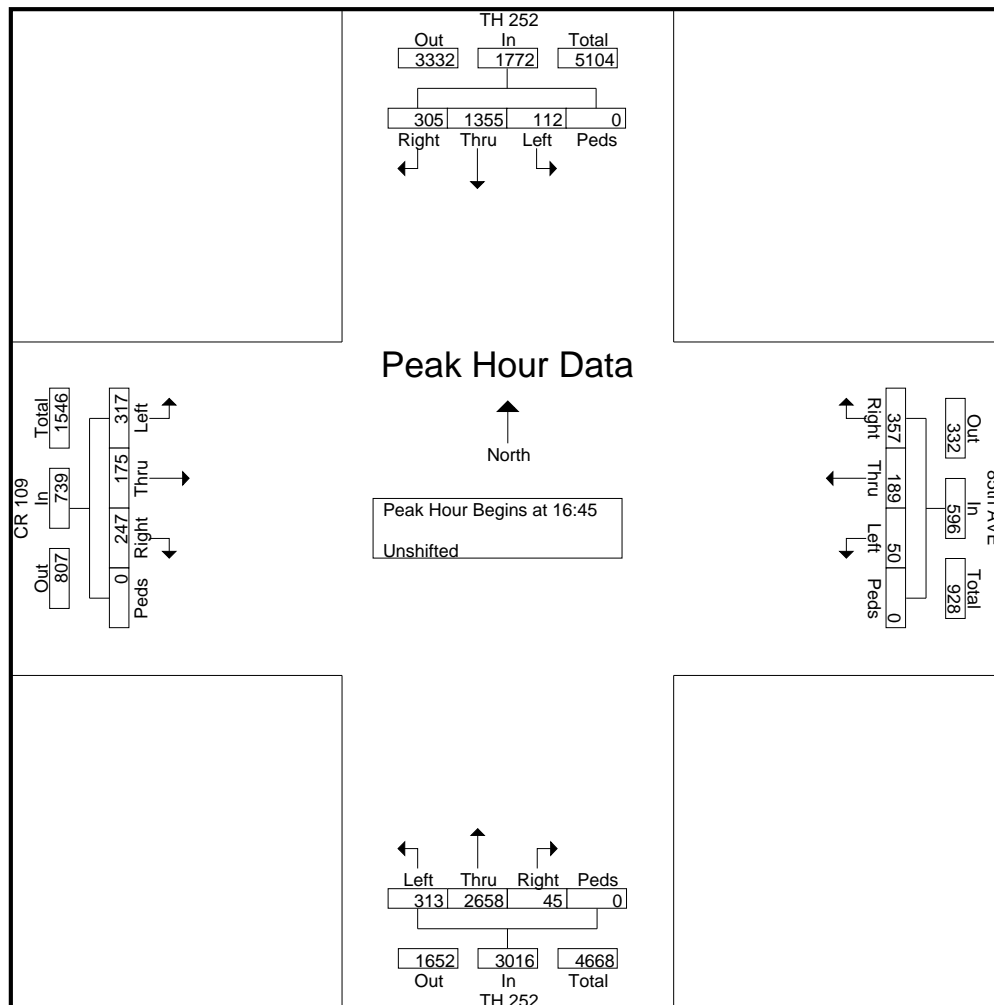 TH 252
Out In Total
3332 1772 5104
305 1355 112 0
Right Thru Left Peds
Peak Hour Data
North
Peak Hour Begins at 16:45
Unshifted
CR 109
Out In Total
807 739 1546
317 175 247 0
Left Thru Right Peds
AVE
Out In Total
332 596 928
357 189 50 0
Right Thru Left Peds
Left Thru Right Peds
313 2658 45 0
1652 3016 4668
Out In Total
TH 252